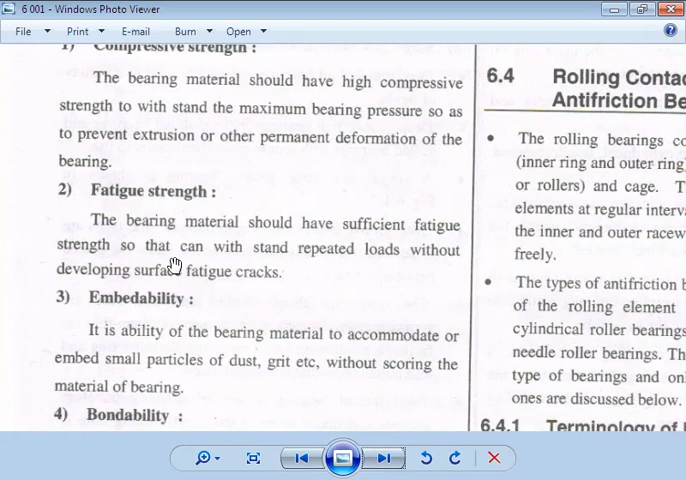 6 001 - Windows Photo Viewer
File Print E-mail Burn Open
1) Compressive strength :
The bearing material should have high compressive
strength to with stand the maximum bearing pressure so as
to prevent extrusion or other permanent deformation of the
bearing.
2) Fatigue strength :
The bearing material should have sufficient fatigue
strength so that can with stand repeated loads without
developing surfa fatigue cracks.
3) Embedability :
It is ability of the bearing material to accommodate or
embed small particles of dust, grit etc, without scoring the
material of bearing.
4) Bondability :
6.4 Rolling Conta
Antifriction Be
• The rolling bearings co
(inner ring and outer ring)
or rollers) and cage. T
elements at regular interva
the inner and outer racew
freely.
• The types of antifriction b
of the rolling element
cylindrical roller bearings
needle roller bearings. Th
type of bearings and onl
ones are discussed below.
6.4.1 Terminology of